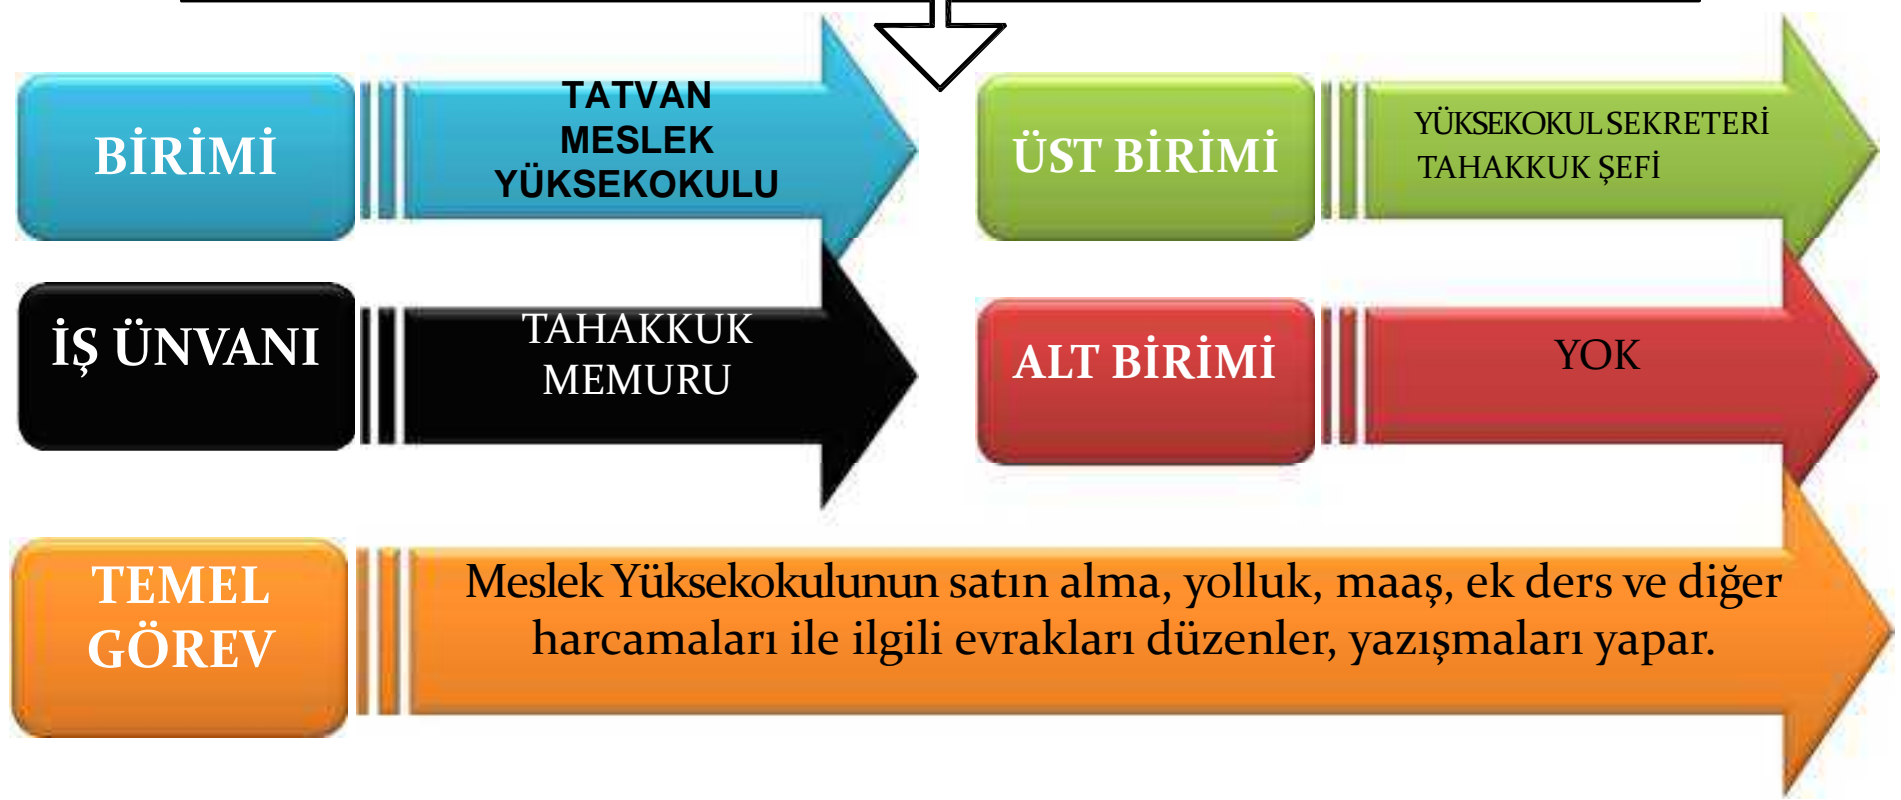 BİRİMİ
TATVAN
MESLEK
YÜKSEKOKULU
ÜST BİRİMİ
YÜKSEKOKUL SEKRETERİ
TAHAKKUK ŞEFİ
İŞ ÜNVANI
TAHAKKUK
MEMURU
ALT BİRİMİ
YOK
TEMEL
GÖREV
Meslek Yüksekokulunun satın alma, yolluk, maaş, ek ders ve diğer
harcamaları ile ilgili evrakları düzenler, yazışmaları yapar.